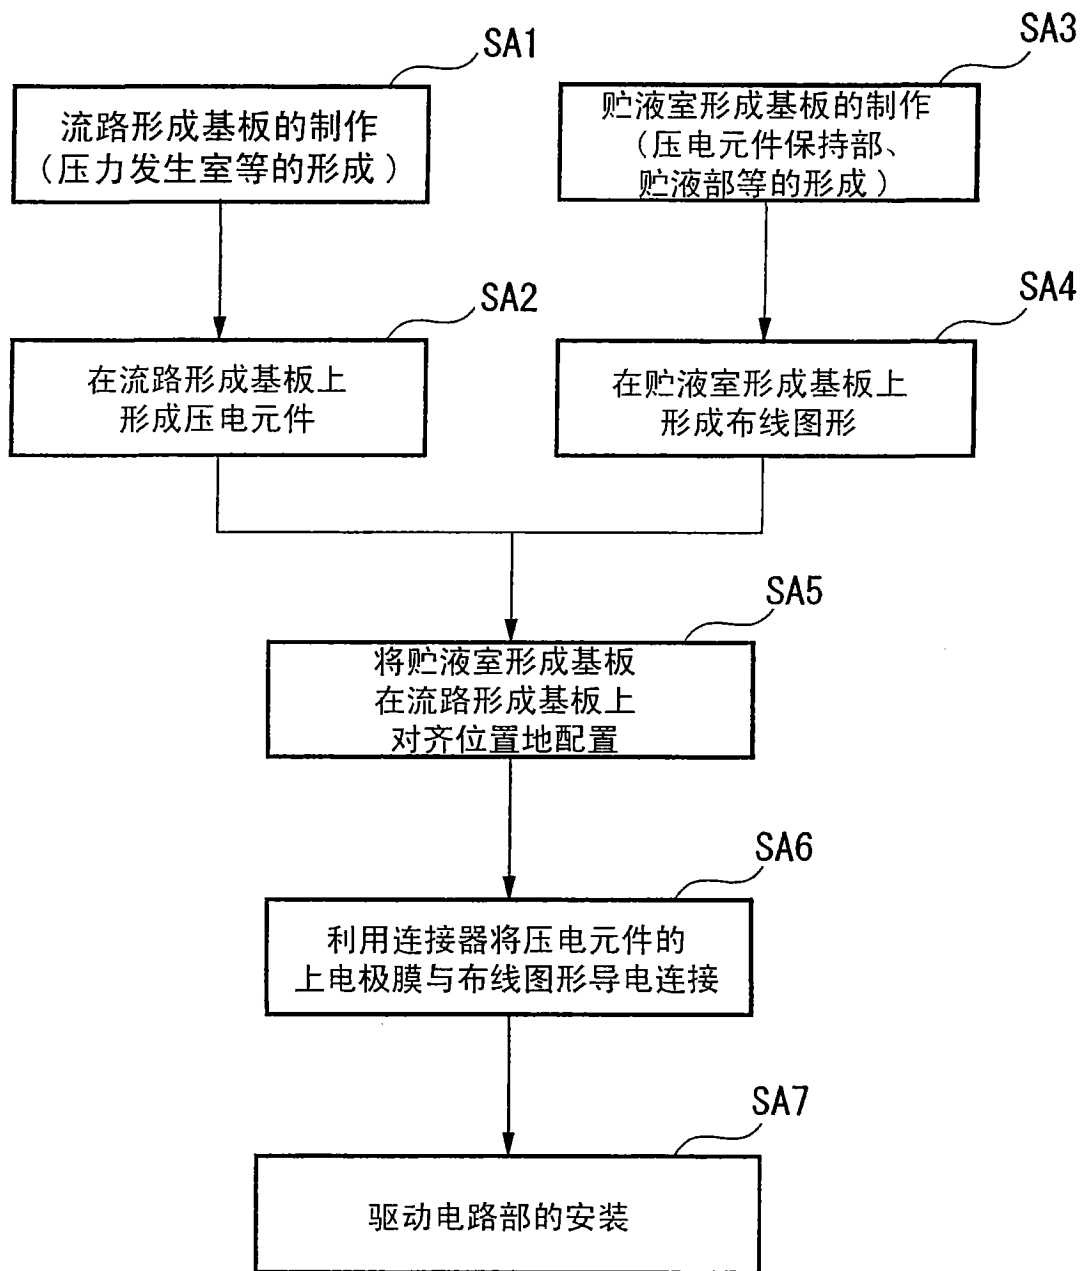 SA1
流路形成基板的制作
(压力发生室等的形成)
SA3
贮液室形成基板的制作
(压电元件保持部、
贮液部等的形成)
SA2
在流路形成基板上
形成压电元件
SA4
在贮液室形成基板上
形成布线图形
SA5
将贮液室形成基板
在流路形成基板上
对齐位置地配置
SA6
利用连接器将压电元件的
上电极膜与布线图形导电连接
SA7
驱动电路部的安装